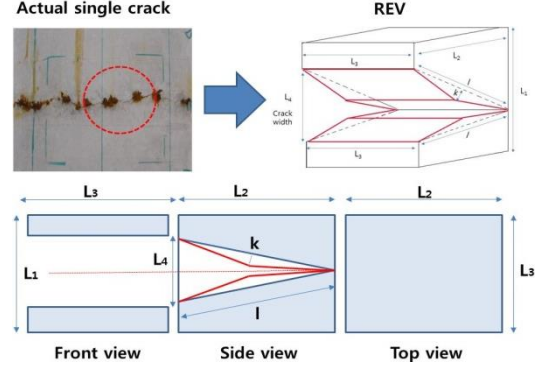 Actual single crack
REV
L₃
L₂
l
k
L₁
L₄
Crack
width
l
L₃
L₃
L₂
L₂
L₁
L₄
k
l
L₃
Front view
Side view
Top view